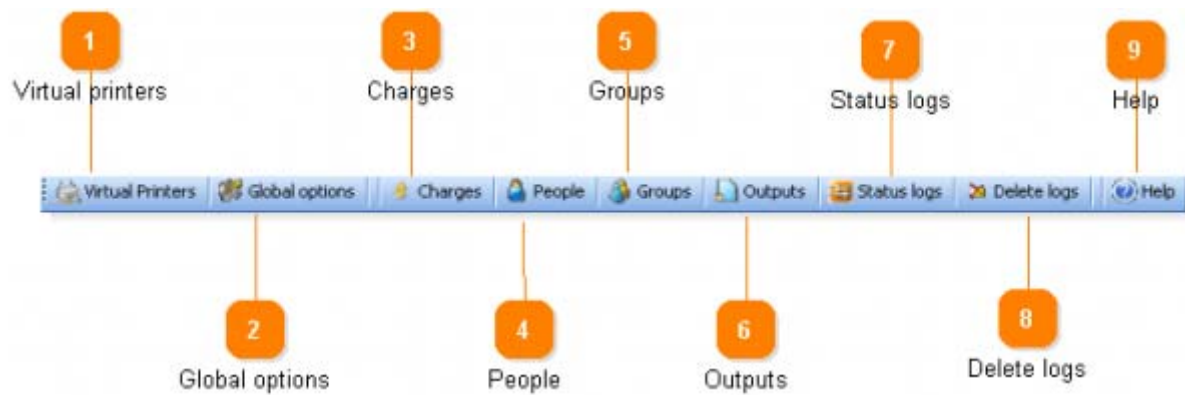 1
3
5
7
9
Virtual printers
Charges
Groups
Status logs
Help
Virtual Printers Global options Charges People Groups Outputs Status logs Delete logs Help
2
4
6
8
Global options
People
Outputs
Delete logs